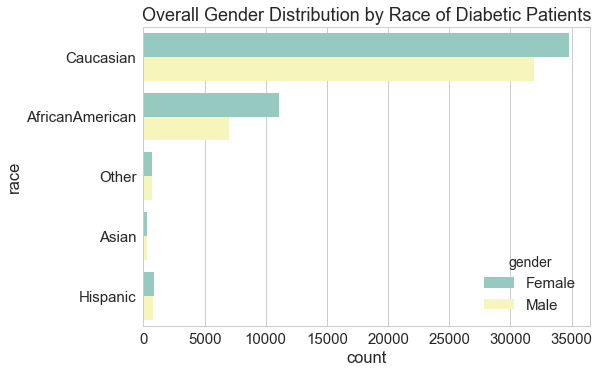 Overall Gender Distribution by Race of Diabetic Patients
Caucasian
AfricanAmerican
Other
Asian
Hispanic
race
gender
Female
Male
0 5000 10000 15000 20000 25000 30000 35000
count